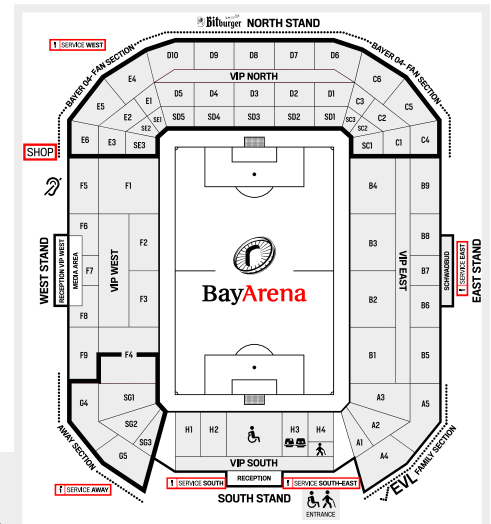 Bitburger NORTH STAND
SERVICE WEST
BAYER 04- FAN SECTION
BAYER 04- FAN SECTION
D10 D9 D8 D7 D6
E4 VIP NORTH C6
E5 E1 D5 D4 D3 D2 D1 C3 C5
E2 SE1 SD5 SD4 SD3 SD2 SD1 SC3 C2
SE2 SC2
E6 E3 SE3 SC1 C1 C4
SHOP
F5 F1 B4 B9
F6 F2 B3 B8
WEST STAND
RECEPTION VIP WEST
MEDIA AREA
F7 VIP WEST VIP EAST B7
SCHWADBUD
SERVICE EAST
EAST STAND
BayArena
F8 F3 B2 B6
F9 F4 B1 B5
G4 SG1 A3 A5
SG2 A2
SG3 H1 H2 H3 H4 A1
G5 A4
AWAY SECTION
EVL FAMILY SECTION
VIP SOUTH
SERVICE AWAY
SERVICE SOUTH
RECEPTION
SERVICE SOUTH-EAST
SOUTH STAND
ENTRANCE